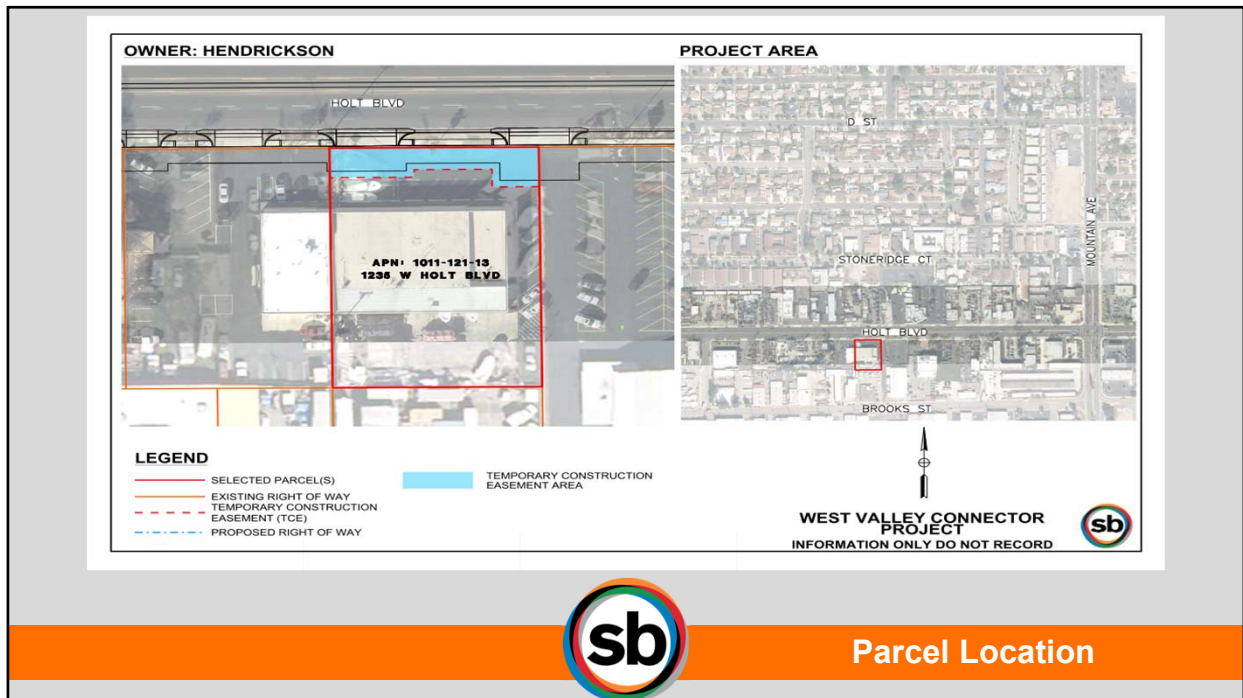 OWNER: HENDRICKSON
HOLT BLVD
APN: 1011-121-13
1235 W HOLT BLVD
PROJECT AREA
D ST
MOUNTAIN AVE
STONERIDGE CT
HOLT BLVD
BROOKS ST
LEGEND
SELECTED PARCEL(S)
EXISTING RIGHT OF WAY
TEMPORARY CONSTRUCTION
EASEMENT (TCE)
PROPOSED RIGHT OF WAY
TEMPORARY CONSTRUCTION
EASEMENT AREA
WEST VALLEY CONNECTOR
PROJECT
INFORMATION ONLY DO NOT RECORD
sb
sb
Parcel Location